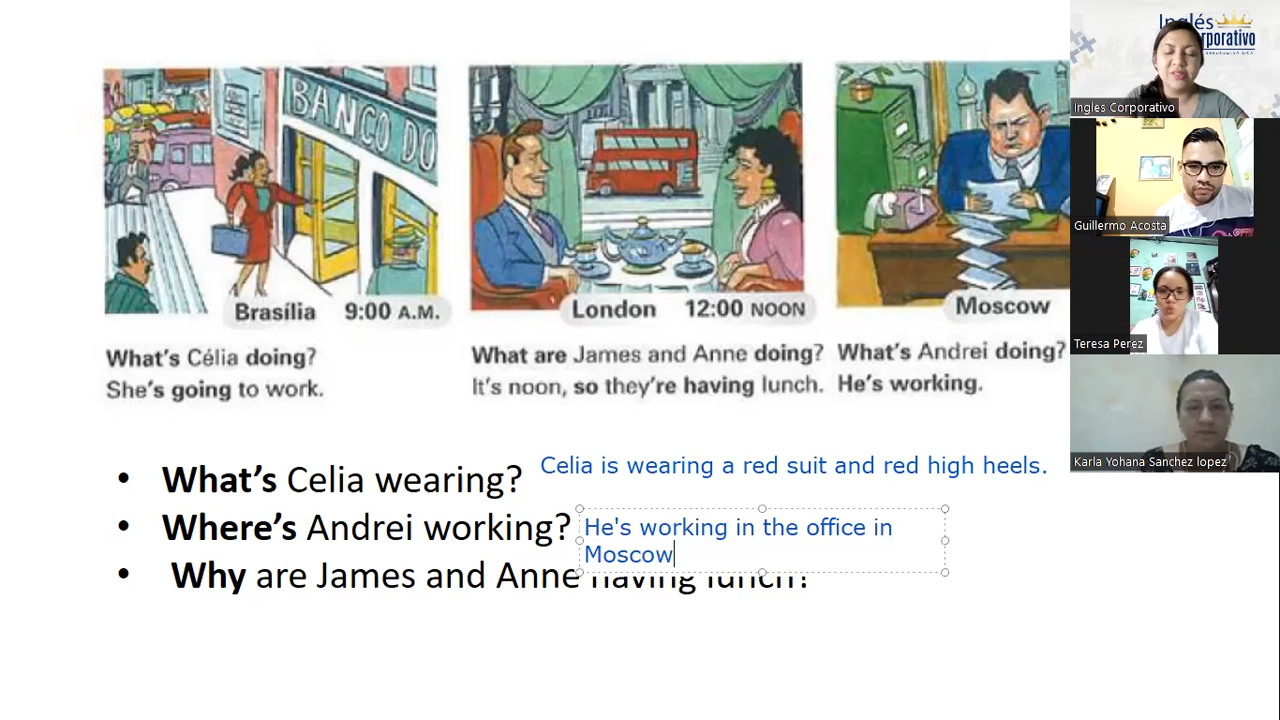 Inglés
Corporativo
Ingles Corporativo
Guillermo Acosta
Teresa Perez
Karla Yohana Sanchez lopez
BANCO DO
Brasília 9:00 A.M.
London 12:00 NOON
Moscow
What's Célia doing?
She's going to work.
What are James and Anne doing?
It's noon, so they're having lunch.
What's Andrei doing?
He's working.
• What's Celia wearing?
Celia is wearing a red suit and red high heels.
• Where's Andrei working?
He's working in the office in
Moscow
• Why are James and Anne having lunch?